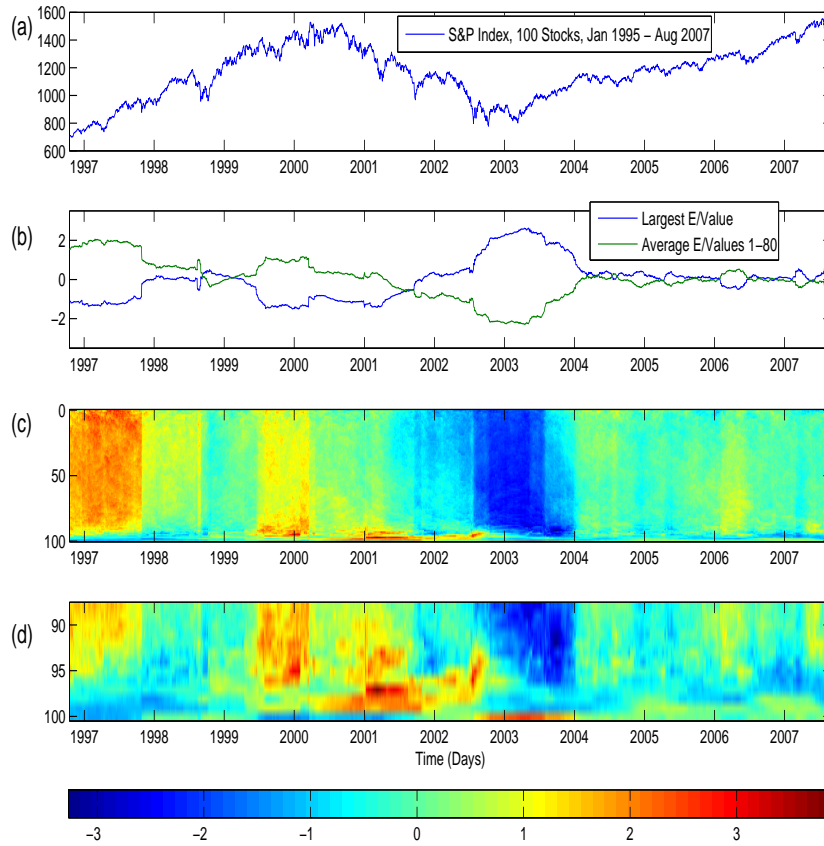 (a)
1600
1400
1200
1000
800
600
S&P Index, 100 Stocks, Jan 1995 − Aug 2007
1997 1998 1999 2000 2001 2002 2003 2004 2005 2006 2007
(b)
2
0
−2
Largest E/Value
Average E/Values 1−80
1997 1998 1999 2000 2001 2002 2003 2004 2005 2006 2007
(c)
0
50
100
1997 1998 1999 2000 2001 2002 2003 2004 2005 2006 2007
(d)
90
95
100
1997 1998 1999 2000 2001 2002 2003 2004 2005 2006 2007
Time (Days)
−3 −2 −1 0 1 2 3